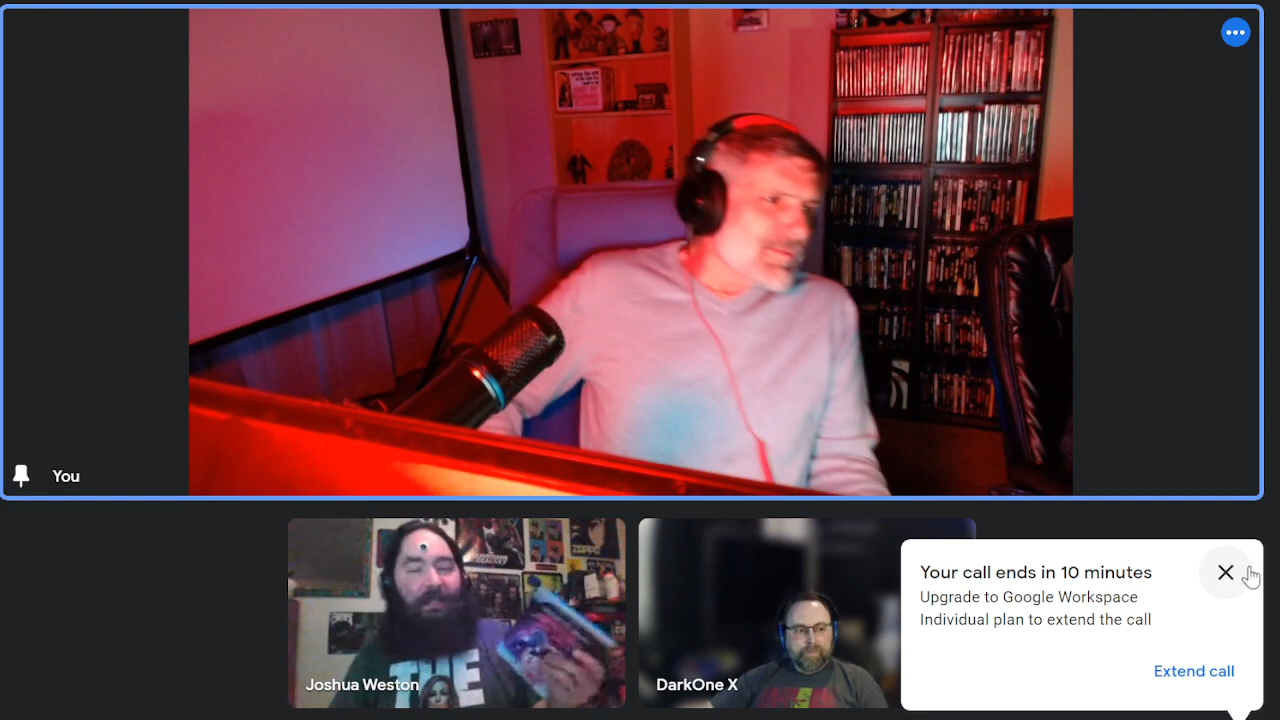 You
Joshua Weston
THE
DarkOne X
Your call ends in 10 minutes
Upgrade to Google Workspace
Individual plan to extend the call
Extend call